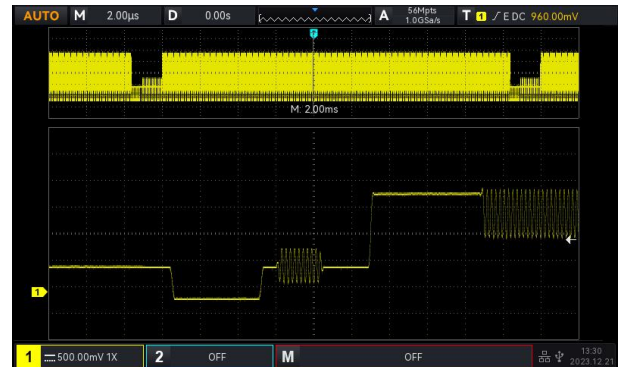 AUTO M 2.00μs D 0.00s A 56Mpts 1.0GSa/s T 1 E DC 960.00mV
M: 2.00ms
1
1 500.00mV 1X 2 OFF M OFF 13:30 2023.12.21